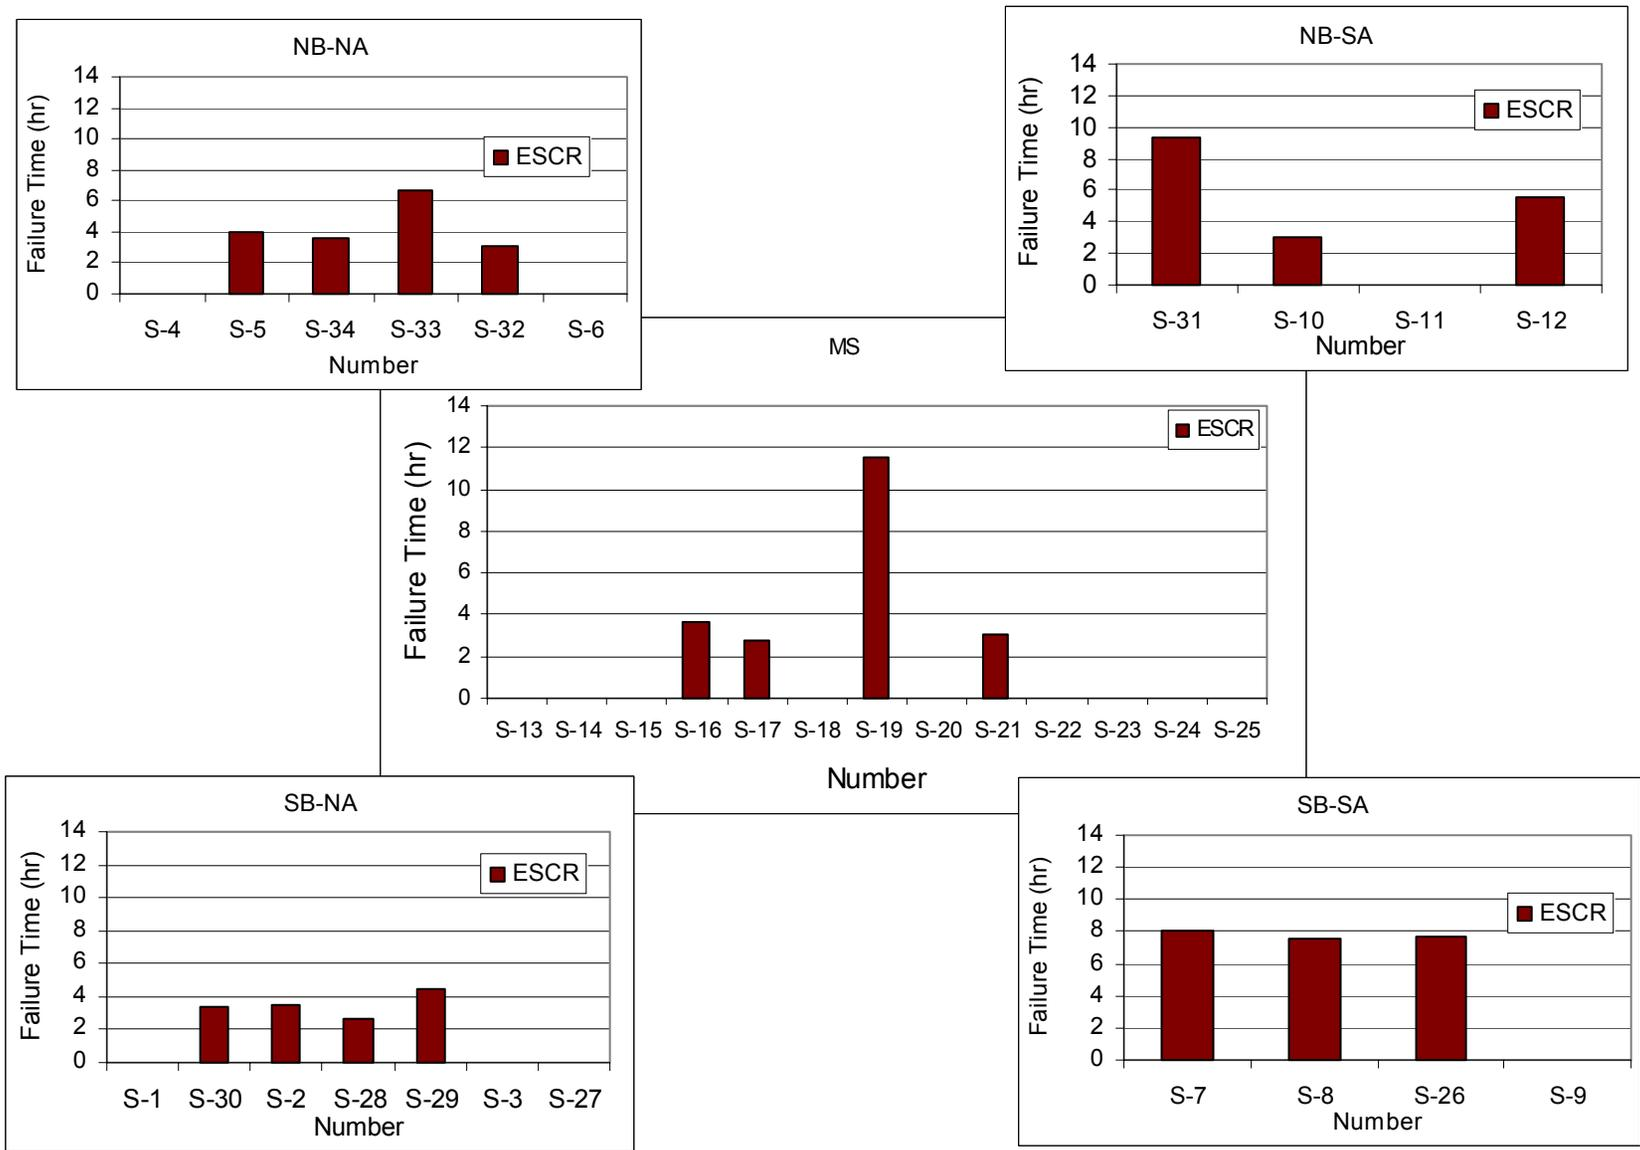 NB-NA
Failure Time (hr)
14
12
10
8
6
4
2
0
ESCR
S-4 S-5 S-34 S-33 S-32 S-6
Number
NB-SA
Failure Time (hr)
14
12
10
8
6
4
2
0
ESCR
S-31 S-10 S-11 S-12
Number
MS
Failure Time (hr)
14
12
10
8
6
4
2
0
ESCR
S-13 S-14 S-15 S-16 S-17 S-18 S-19 S-20 S-21 S-22 S-23 S-24 S-25
Number
SB-NA
Failure Time (hr)
14
12
10
8
6
4
2
0
ESCR
S-1 S-30 S-2 S-28 S-29 S-3 S-27
Number
SB-SA
Failure Time (hr)
14
12
10
8
6
4
2
0
ESCR
S-7 S-8 S-26 S-9
Number